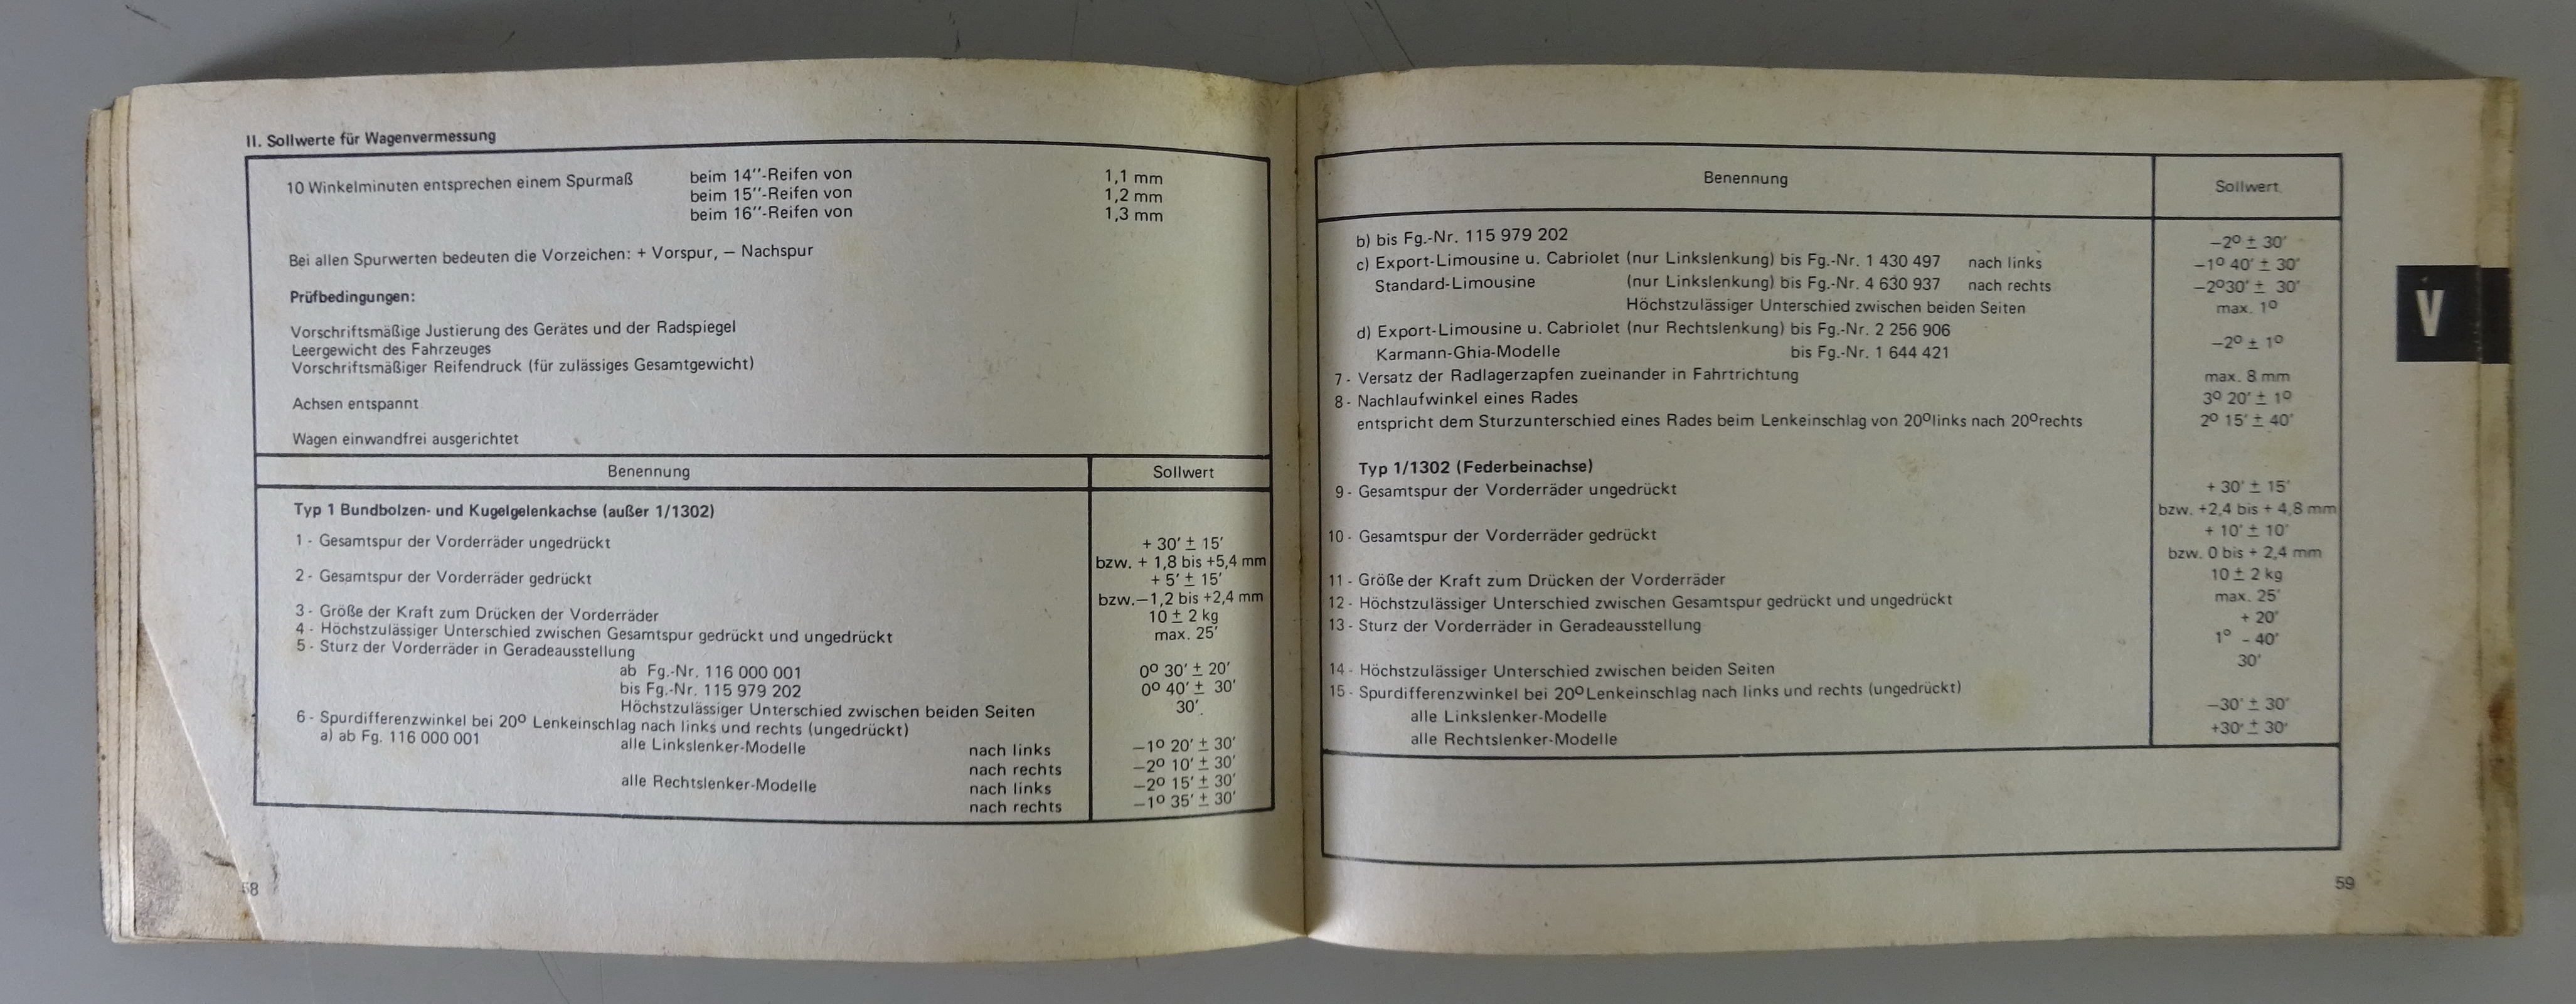 II. Sollwerte für Wagenvermessung
10 Winkelminuten entsprechen einem Spurmaß beim 14''-Reifen von 1,1 mm
beim 15''-Reifen von 1,2 mm
beim 16''-Reifen von 1,3 mm
Bei allen Spurwerten bedeuten die Vorzeichen: + Vorspur, — Nachspur
Prüfbedingungen:
Vorschriftsmäßige Justierung des Gerätes und der Radspiegel
Leergewicht des Fahrzeuges
Vorschriftsmäßiger Reifendruck (für zulässiges Gesamtgewicht)
Achsen entspannt
Wagen einwandfrei ausgerichtet
Benennung Sollwert
Typ 1 Bundbolzen- und Kugelgelenkachse (außer 1/1302)
1 - Gesamtspur der Vorderräder ungedrückt + 30' ± 15'
bzw. + 1,8 bis +5,4 mm
2 - Gesamtspur der Vorderräder gedrückt + 5' ± 15'
bzw.—1,2 bis +2,4 mm
3 - Größe der Kraft zum Drücken der Vorderräder 10 ± 2 kg
4 - Höchstzulässiger Unterschied zwischen Gesamtspur gedrückt und ungedrückt max. 25'
5 - Sturz der Vorderräder in Geradeausstellung
ab Fg.-Nr. 116 000 001 0° 30' ± 20'
bis Fg.-Nr. 115 979 202 0° 40' ± 30'
Höchstzulässiger Unterschied zwischen beiden Seiten 30'
6 - Spurdifferenzwinkel bei 20° Lenkeinschlag nach links und rechts (ungedrückt)
a) ab Fg. 116 000 001 alle Linkslenker-Modelle nach links —1° 20' ± 30'
nach rechts —2° 10' ± 30'
alle Rechtslenker-Modelle nach links —2° 15' ± 30'
nach rechts —1° 35' ± 30'
58
Benennung Sollwert
b) bis Fg.-Nr. 115 979 202 —2° ± 30'
c) Export-Limousine u. Cabriolet (nur Linkslenkung) bis Fg.-Nr. 1 430 497 nach links —1° 40' ± 30'
Standard-Limousine (nur Linkslenkung) bis Fg.-Nr. 4 630 937 nach rechts —2°30' ± 30'
Höchstzulässiger Unterschied zwischen beiden Seiten max. 1°
d) Export-Limousine u. Cabriolet (nur Rechtslenkung) bis Fg.-Nr. 2 256 906
Karmann-Ghia-Modelle bis Fg.-Nr. 1 644 421 —2° ± 1°
7 - Versatz der Radlagerzapfen zueinander in Fahrtrichtung max. 8 mm
8 - Nachlaufwinkel eines Rades 3° 20' ± 1°
entspricht dem Sturzunterschied eines Rades beim Lenkeinschlag von 20°links nach 20°rechts 2° 15' ± 40'
Typ 1/1302 (Federbeinachse)
9 - Gesamtspur der Vorderräder ungedrückt + 30' ± 15'
bzw. +2,4 bis + 4,8 mm
10 - Gesamtspur der Vorderräder gedrückt + 10' ± 10'
bzw. 0 bis + 2,4 mm
11 - Größe der Kraft zum Drücken der Vorderräder 10 ± 2 kg
12 - Höchstzulässiger Unterschied zwischen Gesamtspur gedrückt und ungedrückt max. 25'
13 - Sturz der Vorderräder in Geradeausstellung + 20'
1° - 40'
14 - Höchstzulässiger Unterschied zwischen beiden Seiten 30'
15 - Spurdifferenzwinkel bei 20°Lenkeinschlag nach links und rechts (ungedrückt)
alle Linkslenker-Modelle —30' ± 30'
alle Rechtslenker-Modelle +30' ± 30'
V
59